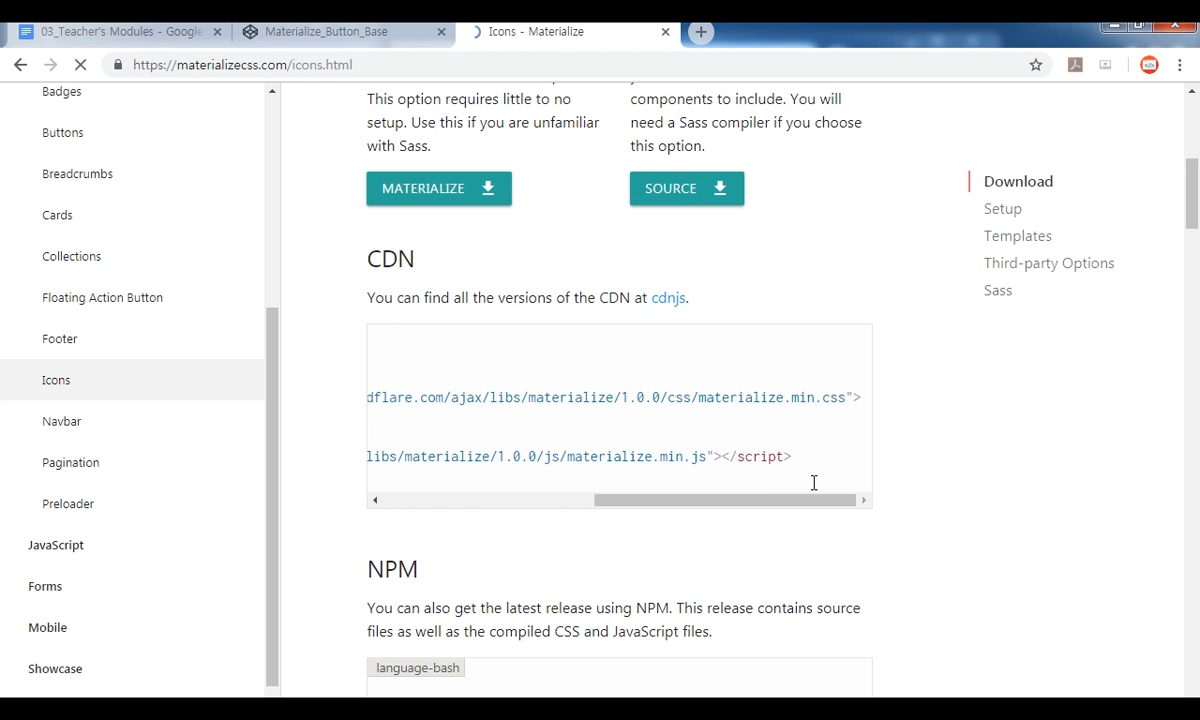 03_Teacher's Modules - Google
Materialize_Button_Base
Icons - Materialize
https://materializecss.com/icons.html
Badges
Buttons
Breadcrumbs
Cards
Collections
Floating Action Button
Footer
Icons
Navbar
Pagination
Preloader
JavaScript
Forms
Mobile
Showcase
This option requires little to no
setup. Use this if you are unfamiliar
with Sass.
MATERIALIZE
components to include. You will
need a Sass compiler if you choose
this option.
SOURCE
CDN
You can find all the versions of the CDN at cdnjs.
dflare.com/ajax/libs/materialize/1.0.0/css/materialize.min.css">
libs/materialize/1.0.0/js/materialize.min.js"></script>
NPM
You can also get the latest release using NPM. This release contains source
files as well as the compiled CSS and JavaScript files.
language-bash
Download
Setup
Templates
Third-party Options
Sass